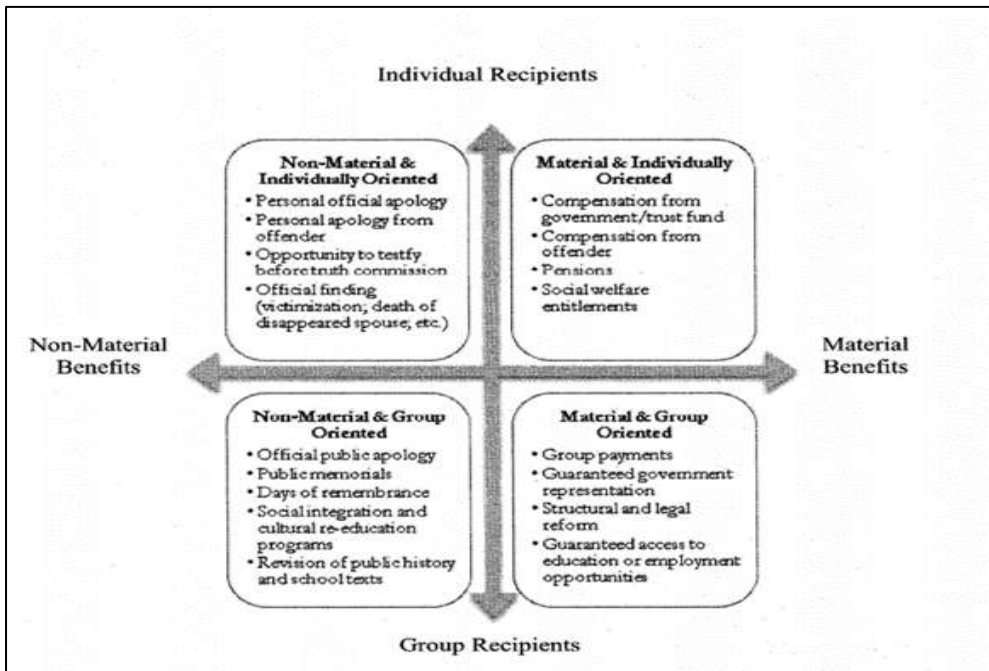 Individual Recipients
Non-Material &
Individually Oriented
• Personal official apology
• Personal apology from
offender
• Opportunity to testfy
before truth commission
• Official finding
(victimization; death of
disappeared spouse; etc.)
Material & Individually
Oriented
• Compensation from
government/trust fund
• Compensation from
offender
• Pensions
• Social welfare
entitlements
Non-Material
Benefits
Material
Benefits
Non-Material & Group
Oriented
• Official public apology
• Public memorials
• Days of remembrance
• Social integration and
cultural re-education
programs
• Revision of public history
and school texts
Material & Group
Oriented
• Group payments
• Guaranteed government
representation
• Structural and legal
reform
• Guaranteed access to
education or employment
opportunities
Group Recipients